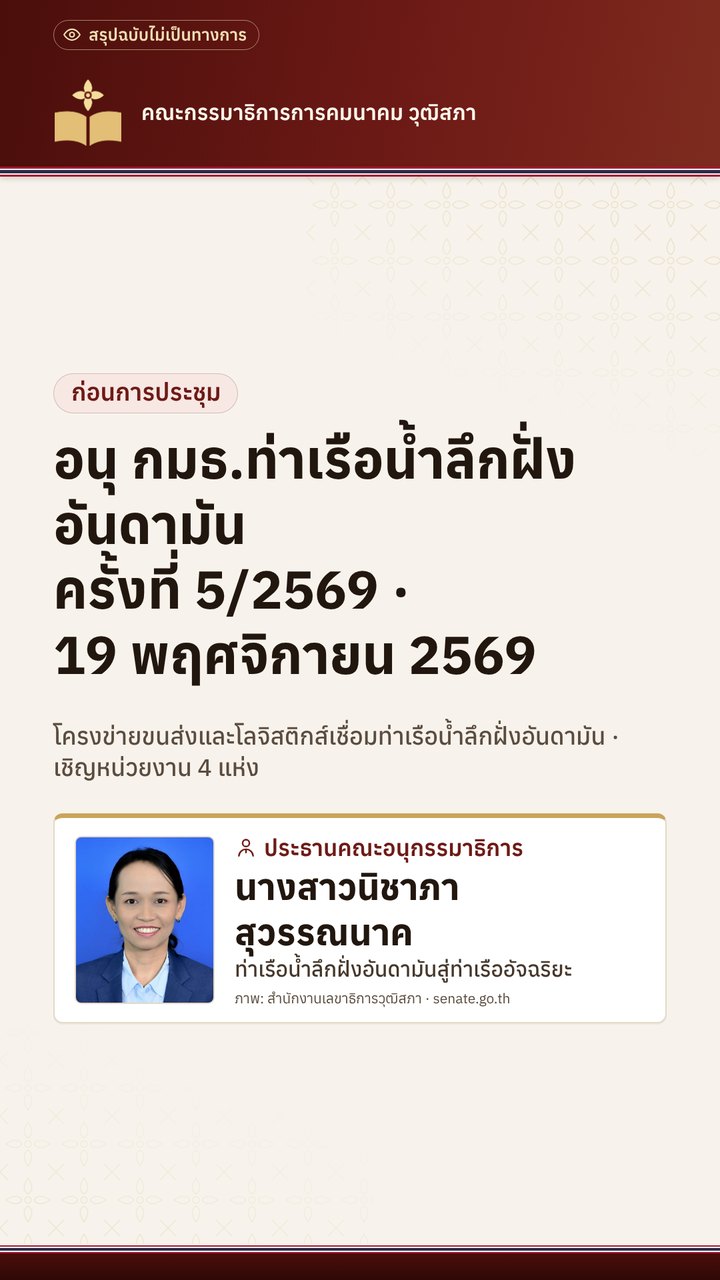 สรุปฉบับไม่เป็นทางการ
คณะกรรมาธิการการคมนาคม วุฒิสภา
ก่อนการประชุม
อนุ กมธ.ท่าเรือน้ำลึกฝั่ง
อันดามัน
ครั้งที่ 5/2569 ·
19 พฤศจิกายน 2569
โครงข่ายขนส่งและโลจิสติกส์เชื่อมท่าเรือน้ำลึกฝั่งอันดามัน ·
เชิญหน่วยงาน 4 แห่ง
ประธานคณะอนุกรรมาธิการ
นางสาวนิชาภา
สุวรรณนาค
ท่าเรือน้ำลึกฝั่งอันดามันสู่ท่าเรืออัจฉริยะ
ภาพ: สำนักงานเลขาธิการวุฒิสภา · senate.go.th